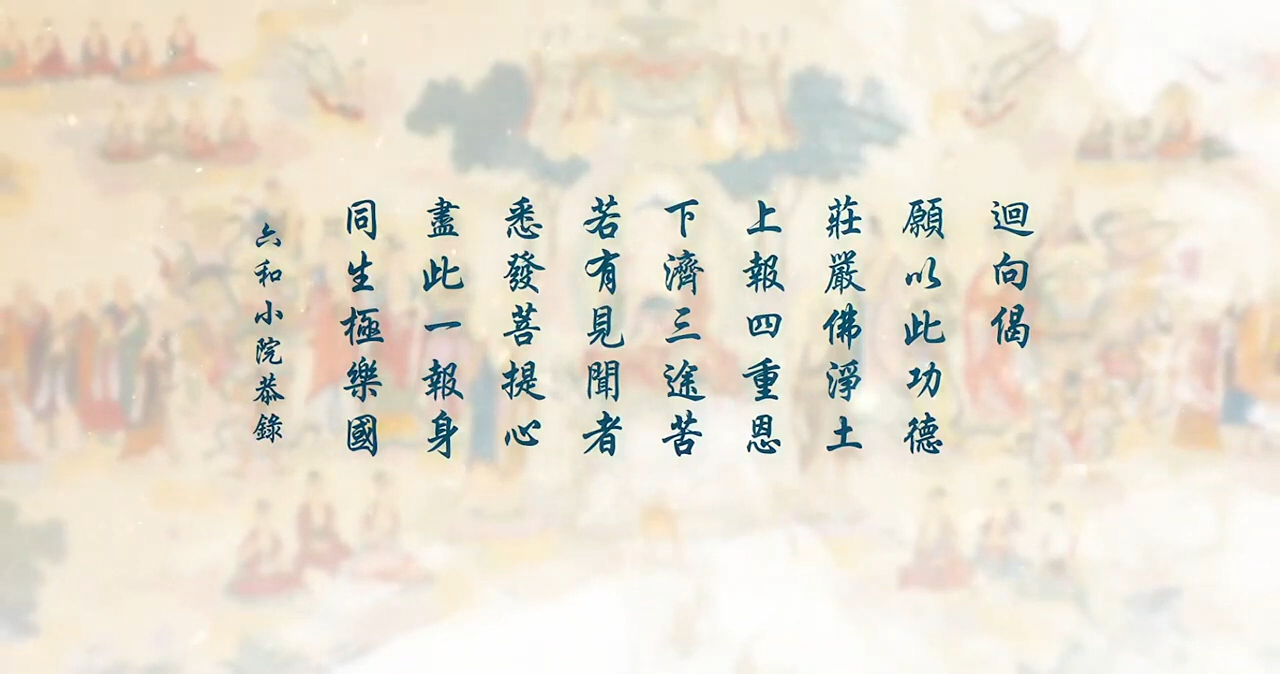 迴向偈
願以此功德
莊嚴佛淨土
上報四重恩
下濟三途苦
若有見聞者
悉發菩提心
盡此一報身
同生極樂國
六和小院恭錄